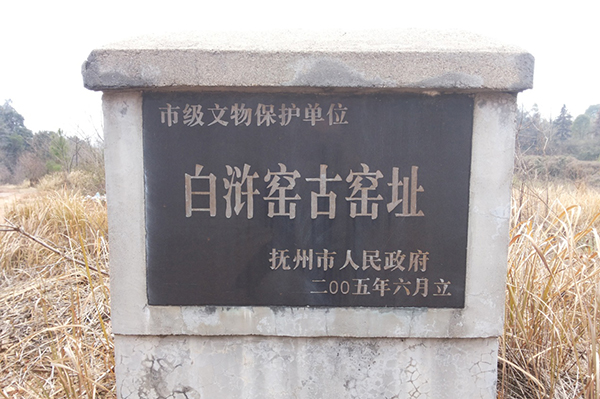 市级文物保护单位
白浒窑古窑址
抚州市人民政府
二00五年六月立